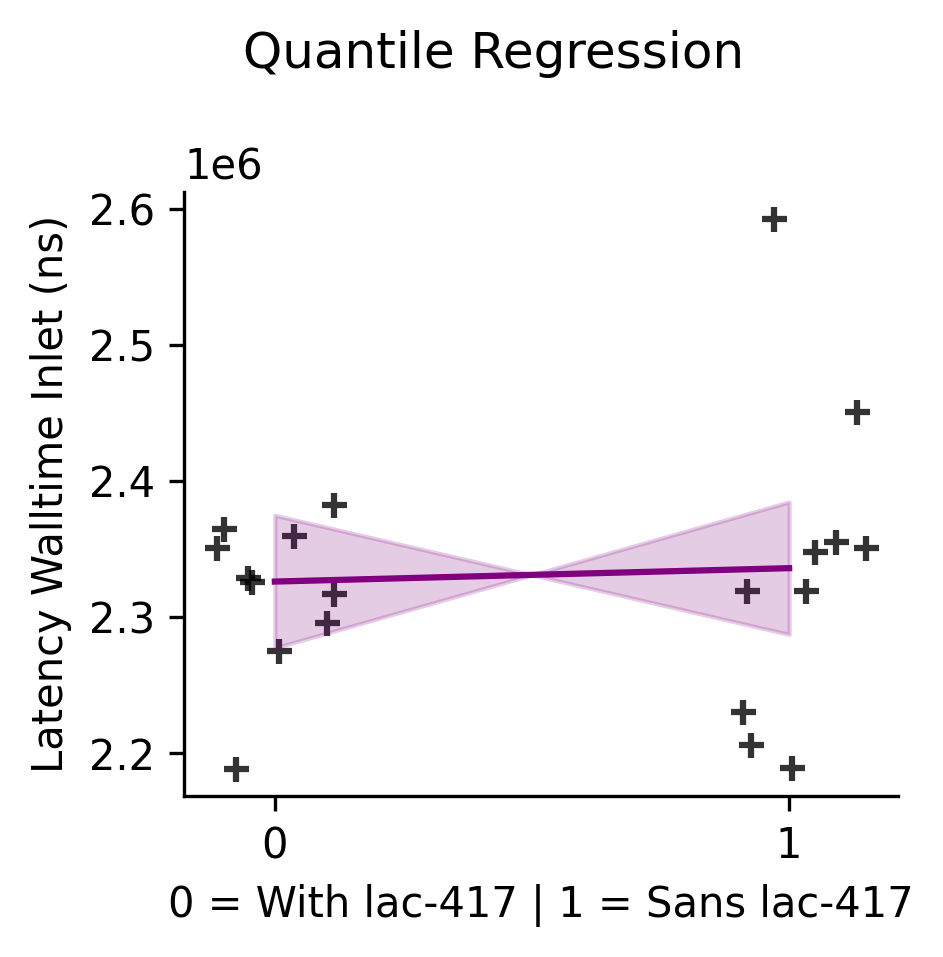 Quantile Regression
1e6
2.6
2.5
2.4
2.3
2.2
Latency Walltime Inlet (ns)
0 1
0 = With lac-417 | 1 = Sans lac-417